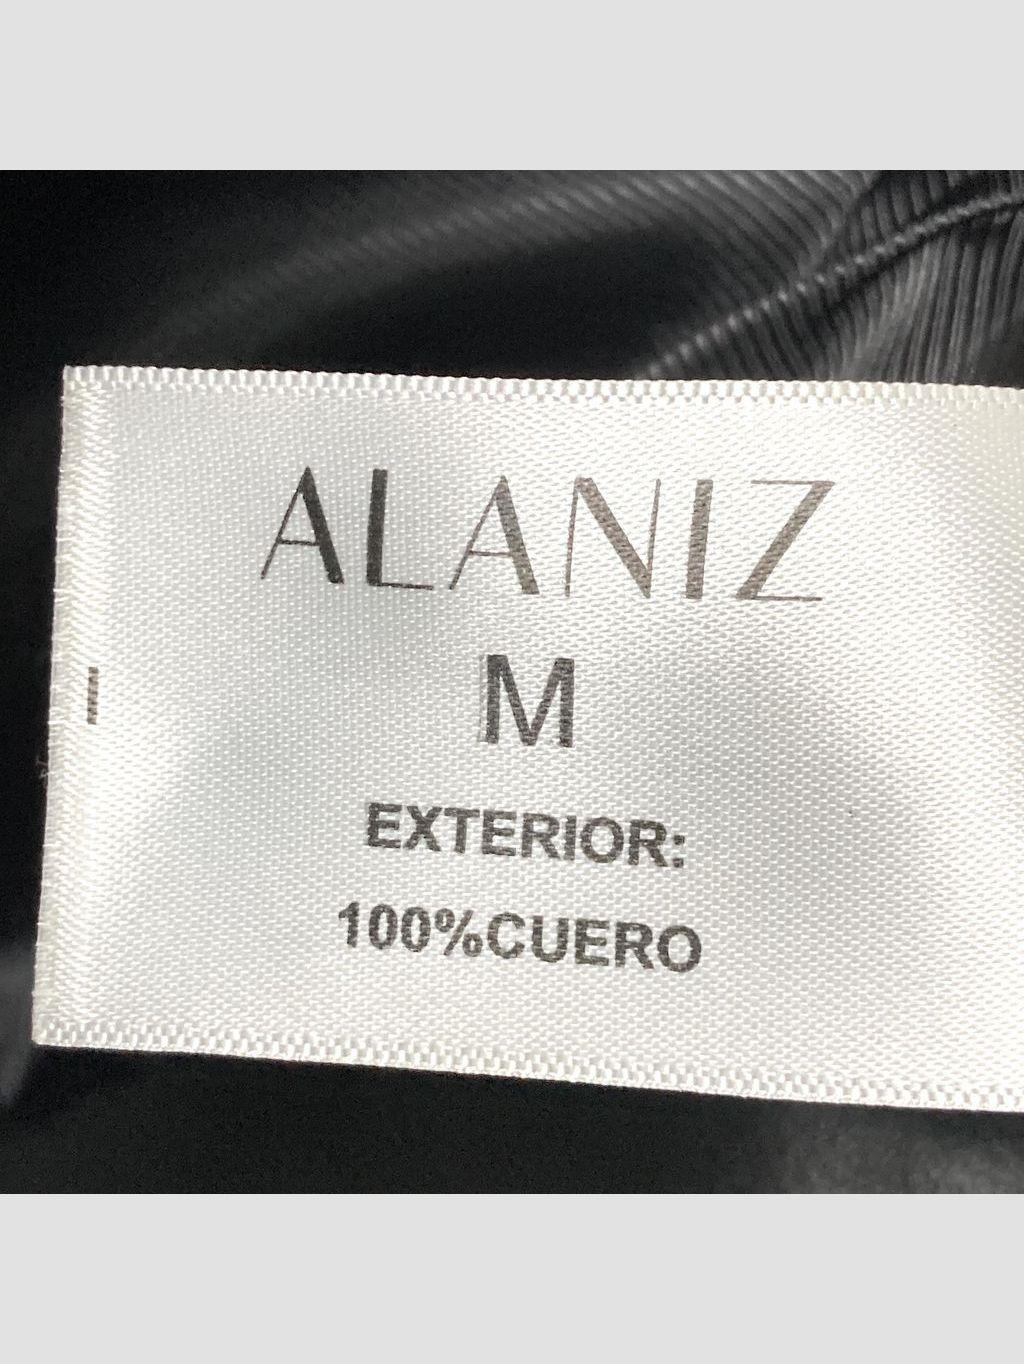 ALANIZ
M
EXTERIOR:
100%CUERO